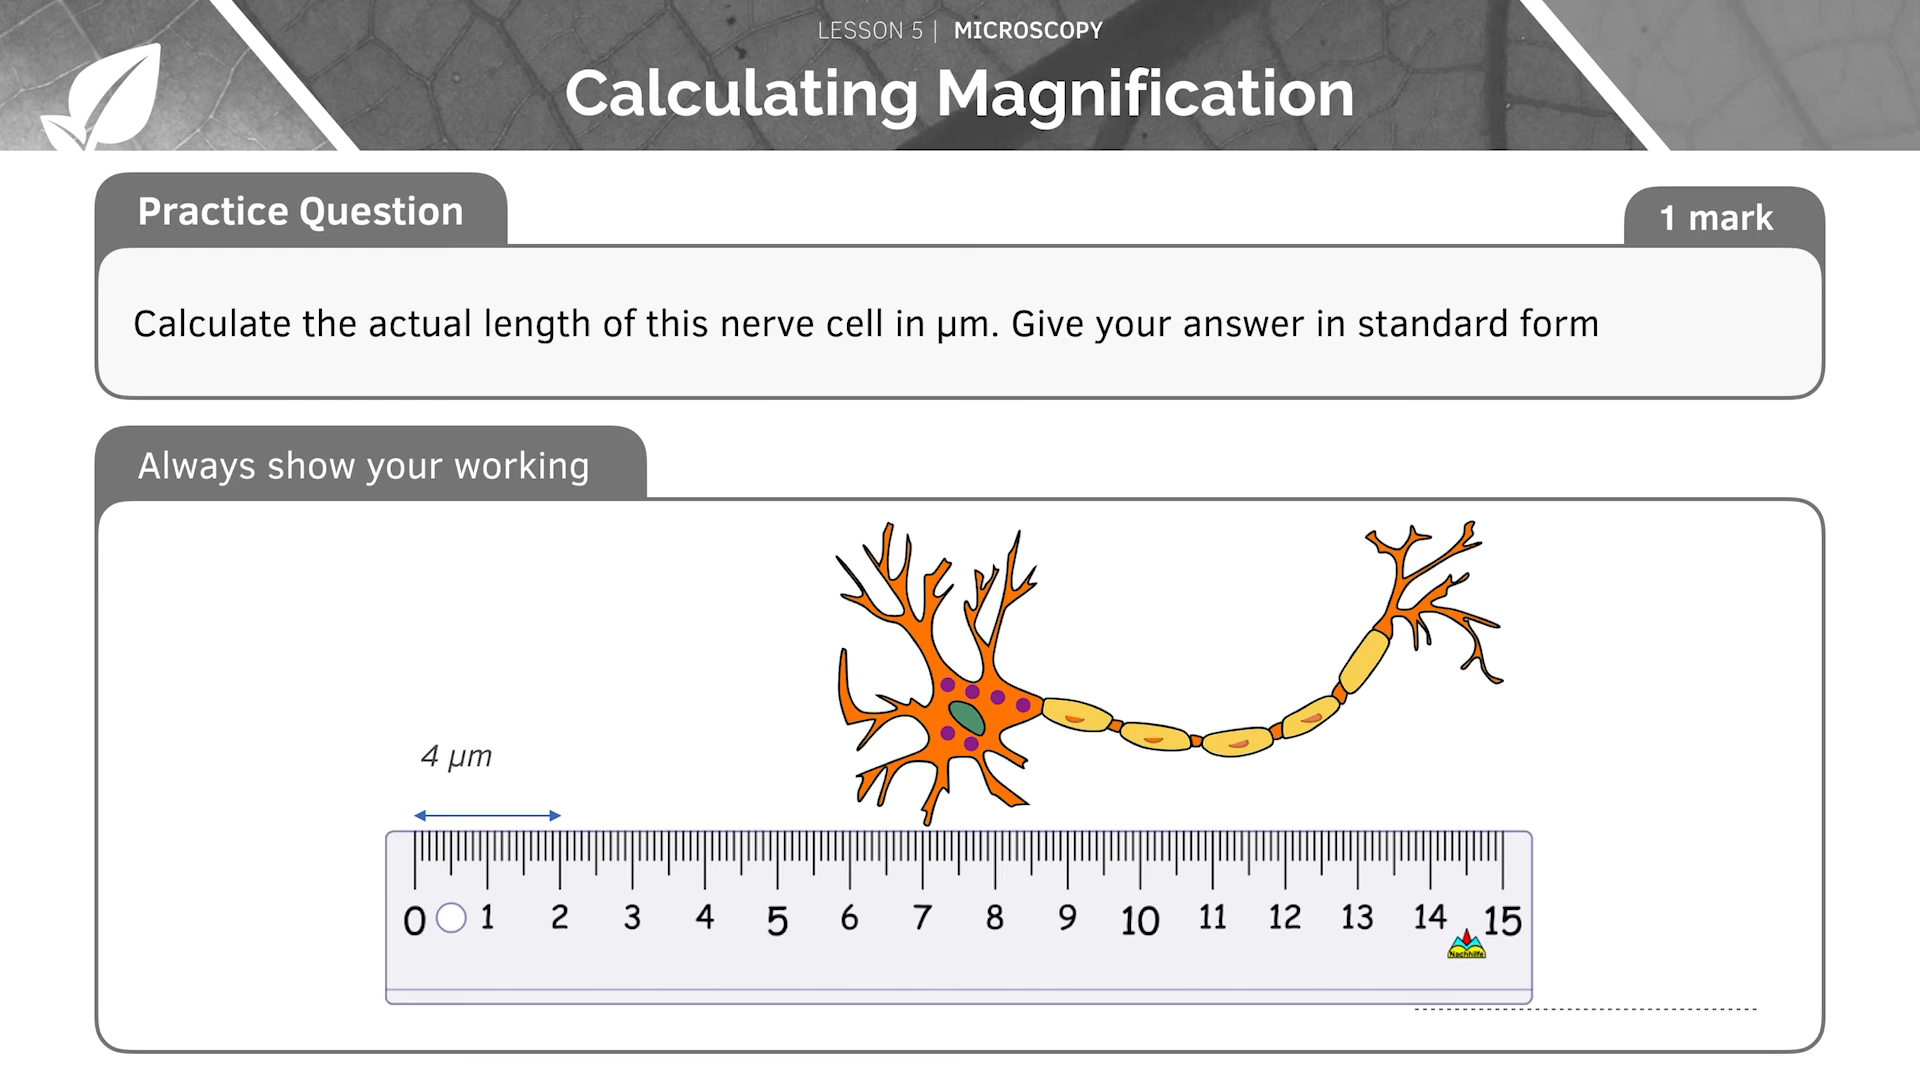 LESSON 5 | MICROSCOPY
Calculating Magnification
Practice Question
1 mark
Calculate the actual length of this nerve cell in µm. Give your answer in standard form
Always show your working
4 µm
0 1 2 3 4 5 6 7 8 9 10 11 12 13 14 15
Nachhilfe